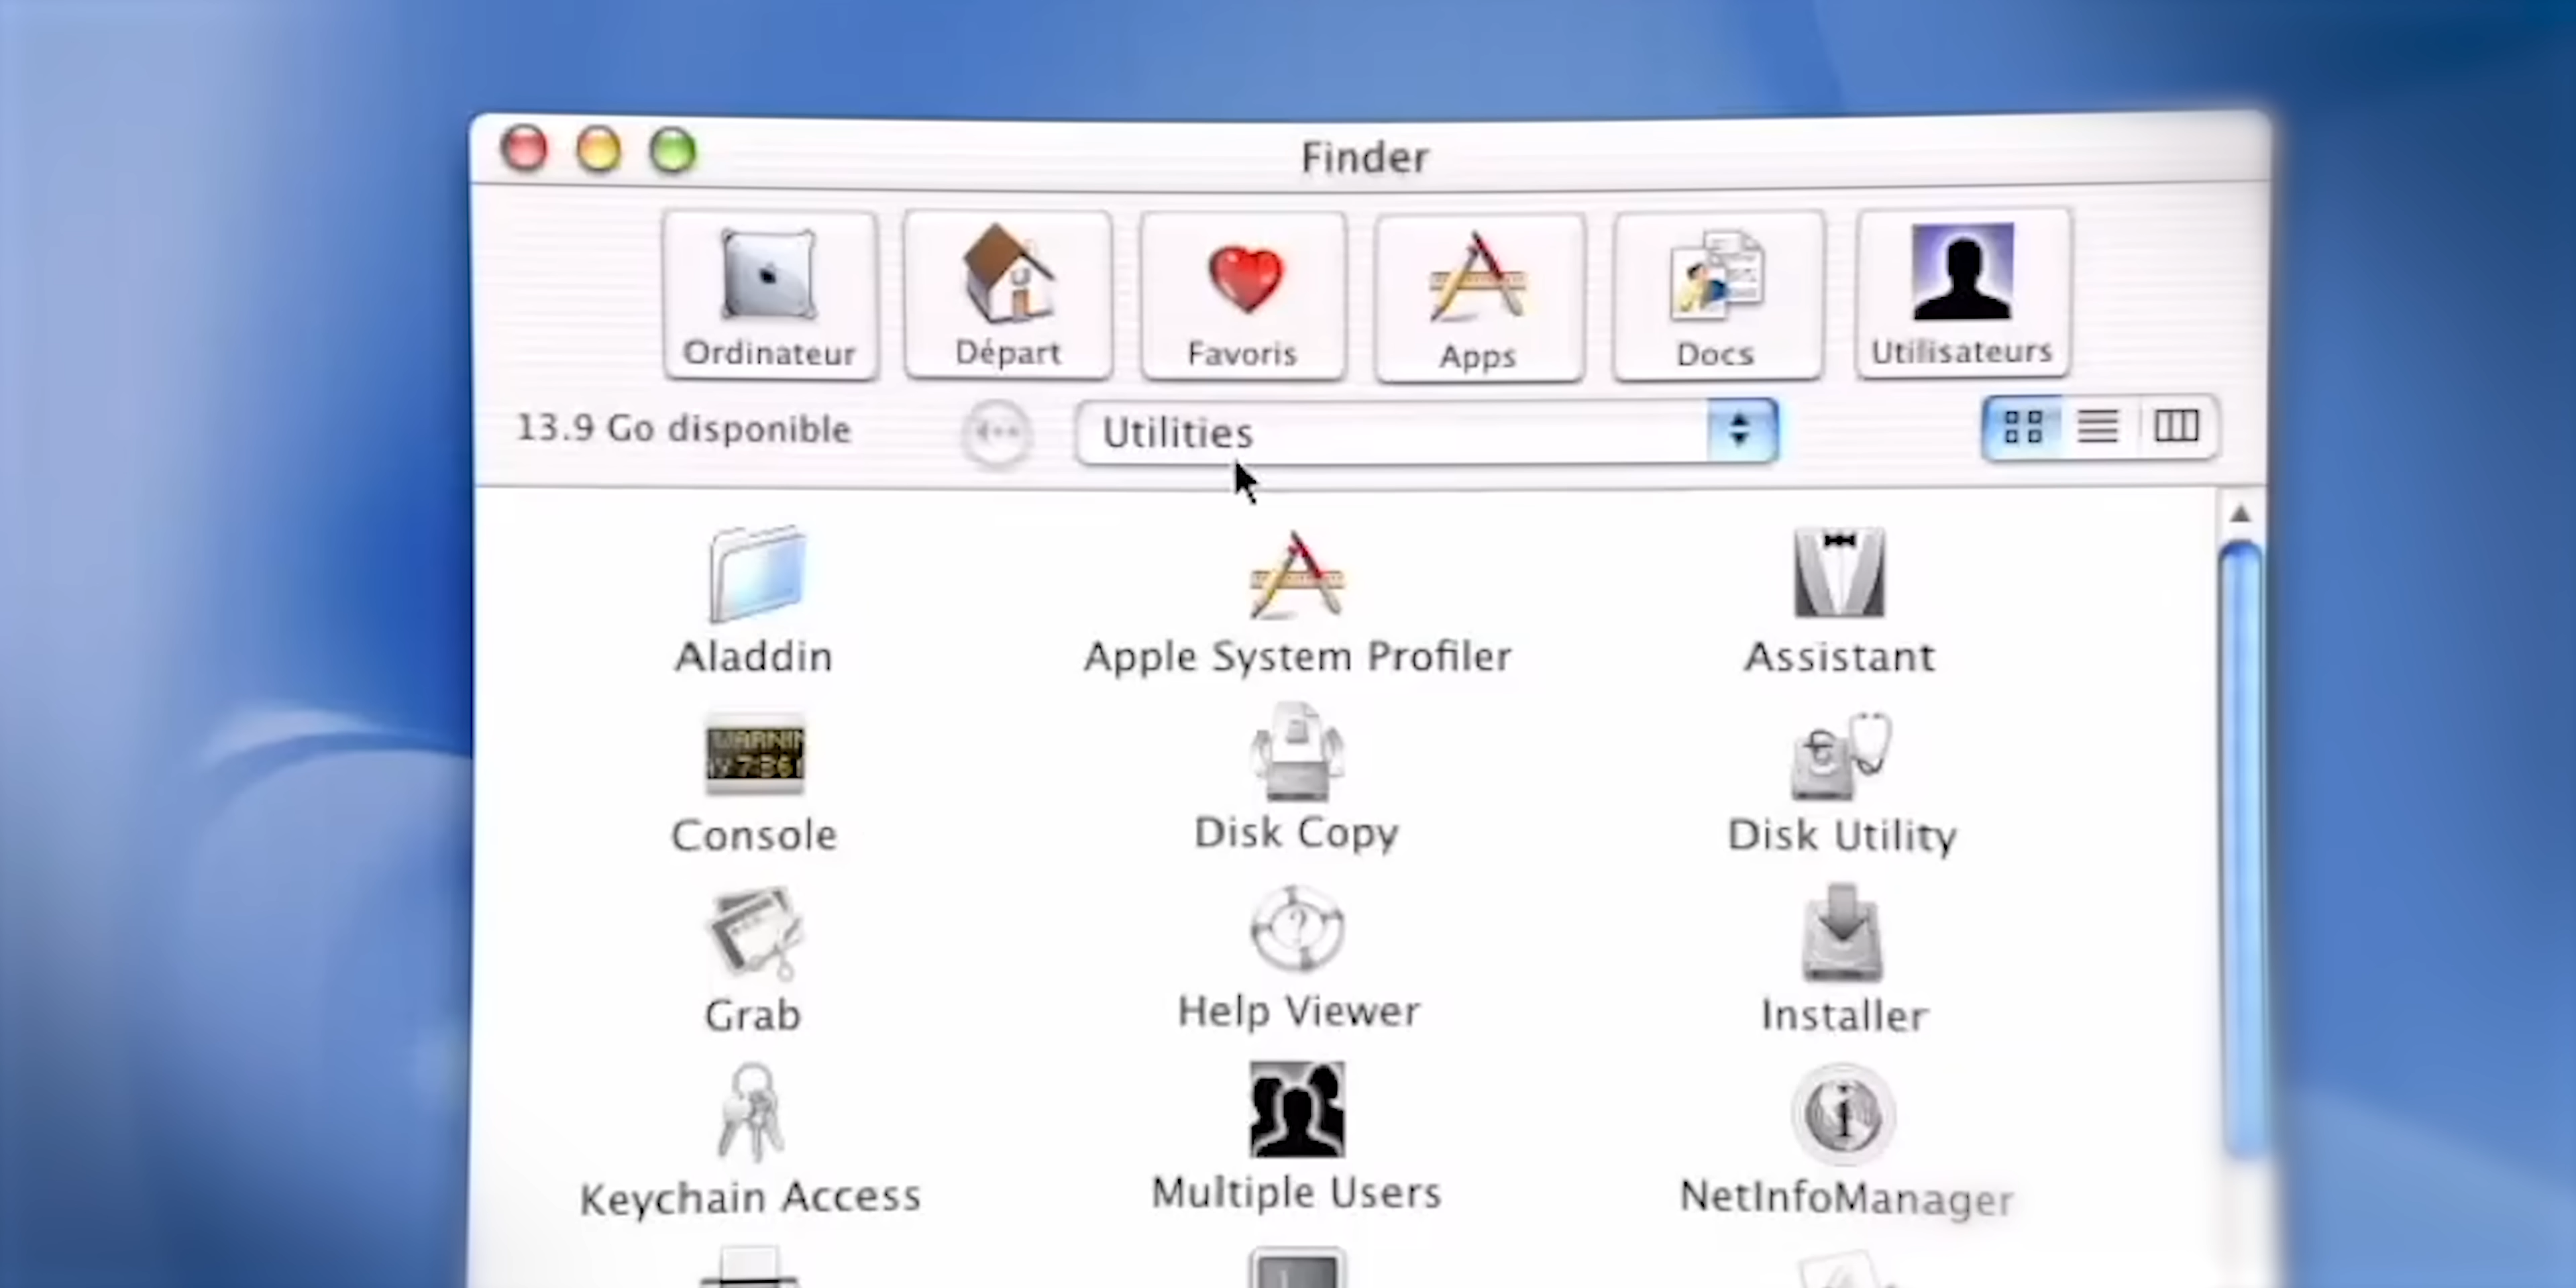 Finder
Ordinateur Départ Favoris Apps Docs Utilisateurs
13.9 Go disponible Utilities
Aladdin Apple System Profiler Assistant
WARNIN
Console Disk Copy Disk Utility
Grab Help Viewer Installer
Keychain Access Multiple Users NetInfoManager